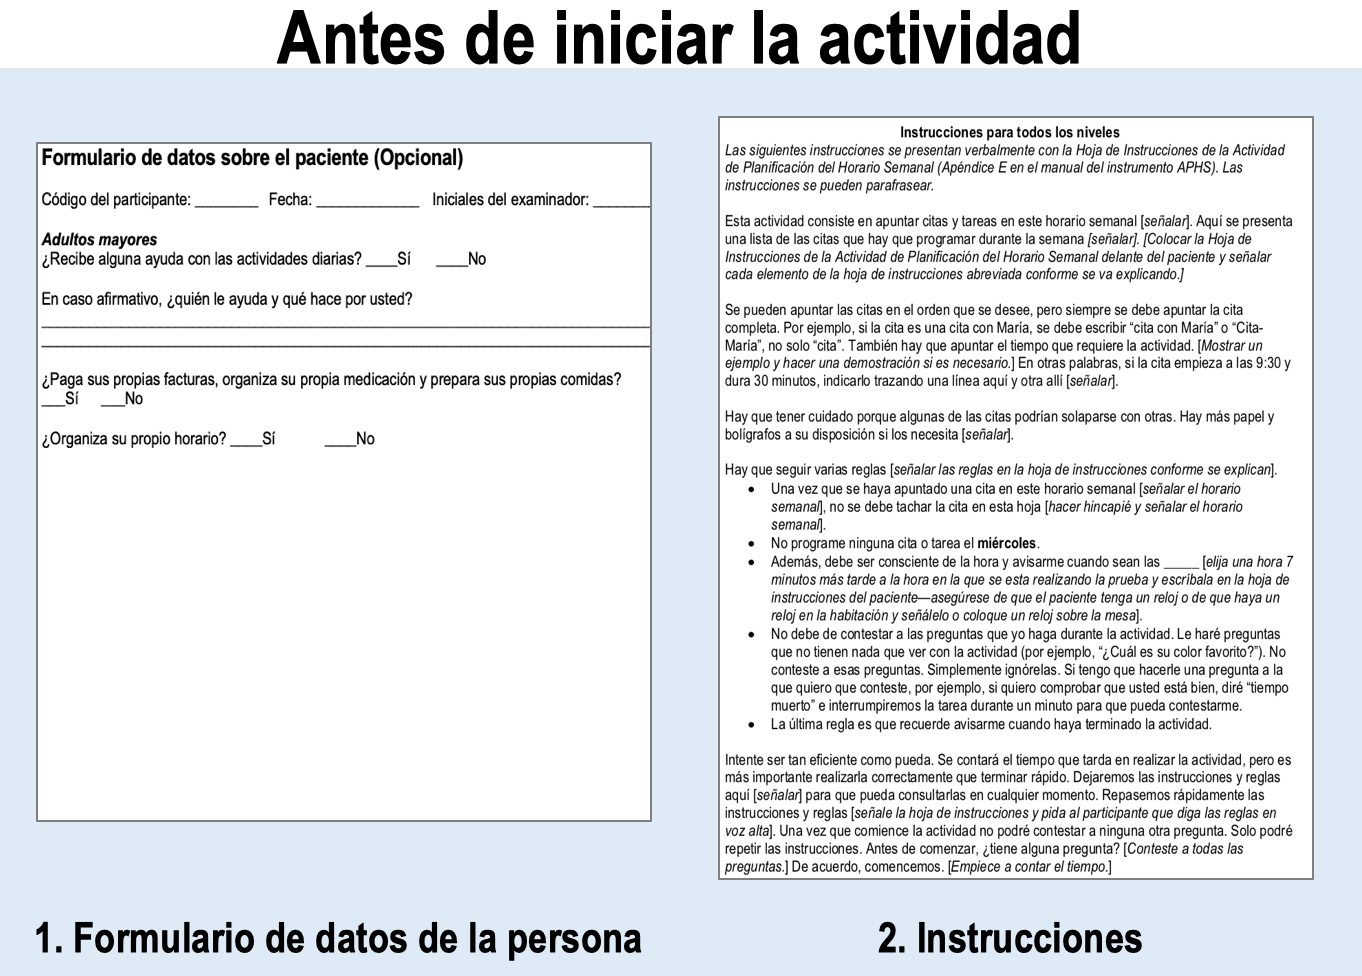 Antes de iniciar la actividad
Formulario de datos sobre el paciente (Opcional)
Código del participante: ________ Fecha: _____________ Iniciales del examinador: _______
Adultos mayores
¿Recibe alguna ayuda con las actividades diarias? ____Sí ____No
En caso afirmativo, ¿quién le ayuda y qué hace por usted?
¿Paga sus propias facturas, organiza su propia medicación y prepara sus propias comidas?
___Sí ___No
¿Organiza su propio horario? ____Sí ____No
1. Formulario de datos de la persona
Instrucciones para todos los niveles
Las siguientes instrucciones se presentan verbalmente con la Hoja de Instrucciones de la Actividad
de Planificación del Horario Semanal (Apéndice E en el manual del instrumento APHS). Las
instrucciones se pueden parafrasear.
Esta actividad consiste en apuntar citas y tareas en este horario semanal [señalar]. Aquí se presenta
una lista de las citas que hay que programar durante la semana [señalar]. [Colocar la Hoja de
Instrucciones de la Actividad de Planificación del Horario Semanal delante del paciente y señalar
cada elemento de la hoja de instrucciones abreviada conforme se va explicando.]
Se pueden apuntar las citas en el orden que se desee, pero siempre se debe apuntar la cita
completa. Por ejemplo, si la cita es una cita con María, se debe escribir “cita con María” o “Cita-
María”, no solo “cita”. También hay que apuntar el tiempo que requiere la actividad. [Mostrar un
ejemplo y hacer una demostración si es necesario.] En otras palabras, si la cita empieza a las 9:30 y
dura 30 minutos, indicarlo trazando una línea aquí y otra allí [señalar].
Hay que tener cuidado porque algunas de las citas podrían solaparse con otras. Hay más papel y
bolígrafos a su disposición si los necesita [señalar].
Hay que seguir varias reglas [señalar las reglas en la hoja de instrucciones conforme se explican].
• Una vez que se haya apuntado una cita en este horario semanal [señalar el horario
semanal], no se debe tachar la cita en esta hoja [hacer hincapié y señalar el horario
semanal].
• No programe ninguna cita o tarea el miércoles.
• Además, debe ser consciente de la hora y avisarme cuando sean las _____ [elija una hora 7
minutos más tarde a la hora en la que se esta realizando la prueba y escríbala en la hoja de
instrucciones del paciente—asegúrese de que el paciente tenga un reloj o de que haya un
reloj en la habitación y señálelo o coloque un reloj sobre la mesa].
• No debe de contestar a las preguntas que yo haga durante la actividad. Le haré preguntas
que no tienen nada que ver con la actividad (por ejemplo, “¿Cuál es su color favorito?”). No
conteste a esas preguntas. Simplemente ignórelas. Si tengo que hacerle una pregunta a la
que quiero que conteste, por ejemplo, si quiero comprobar que usted está bien, diré “tiempo
muerto” e interrumpiremos la tarea durante un minuto para que pueda contestarme.
• La última regla es que recuerde avisarme cuando haya terminado la actividad.
Intente ser tan eficiente como pueda. Se contará el tiempo que tarda en realizar la actividad, pero es
más importante realizarla correctamente que terminar rápido. Dejaremos las instrucciones y reglas
aquí [señalar] para que pueda consultarlas en cualquier momento. Repasemos rápidamente las
instrucciones y reglas [señale la hoja de instrucciones y pida al participante que diga las reglas en
voz alta]. Una vez que comience la actividad no podré contestar a ninguna otra pregunta. Solo podré
repetir las instrucciones. Antes de comenzar, ¿tiene alguna pregunta? [Conteste a todas las
preguntas.] De acuerdo, comencemos. [Empiece a contar el tiempo.]
2. Instrucciones